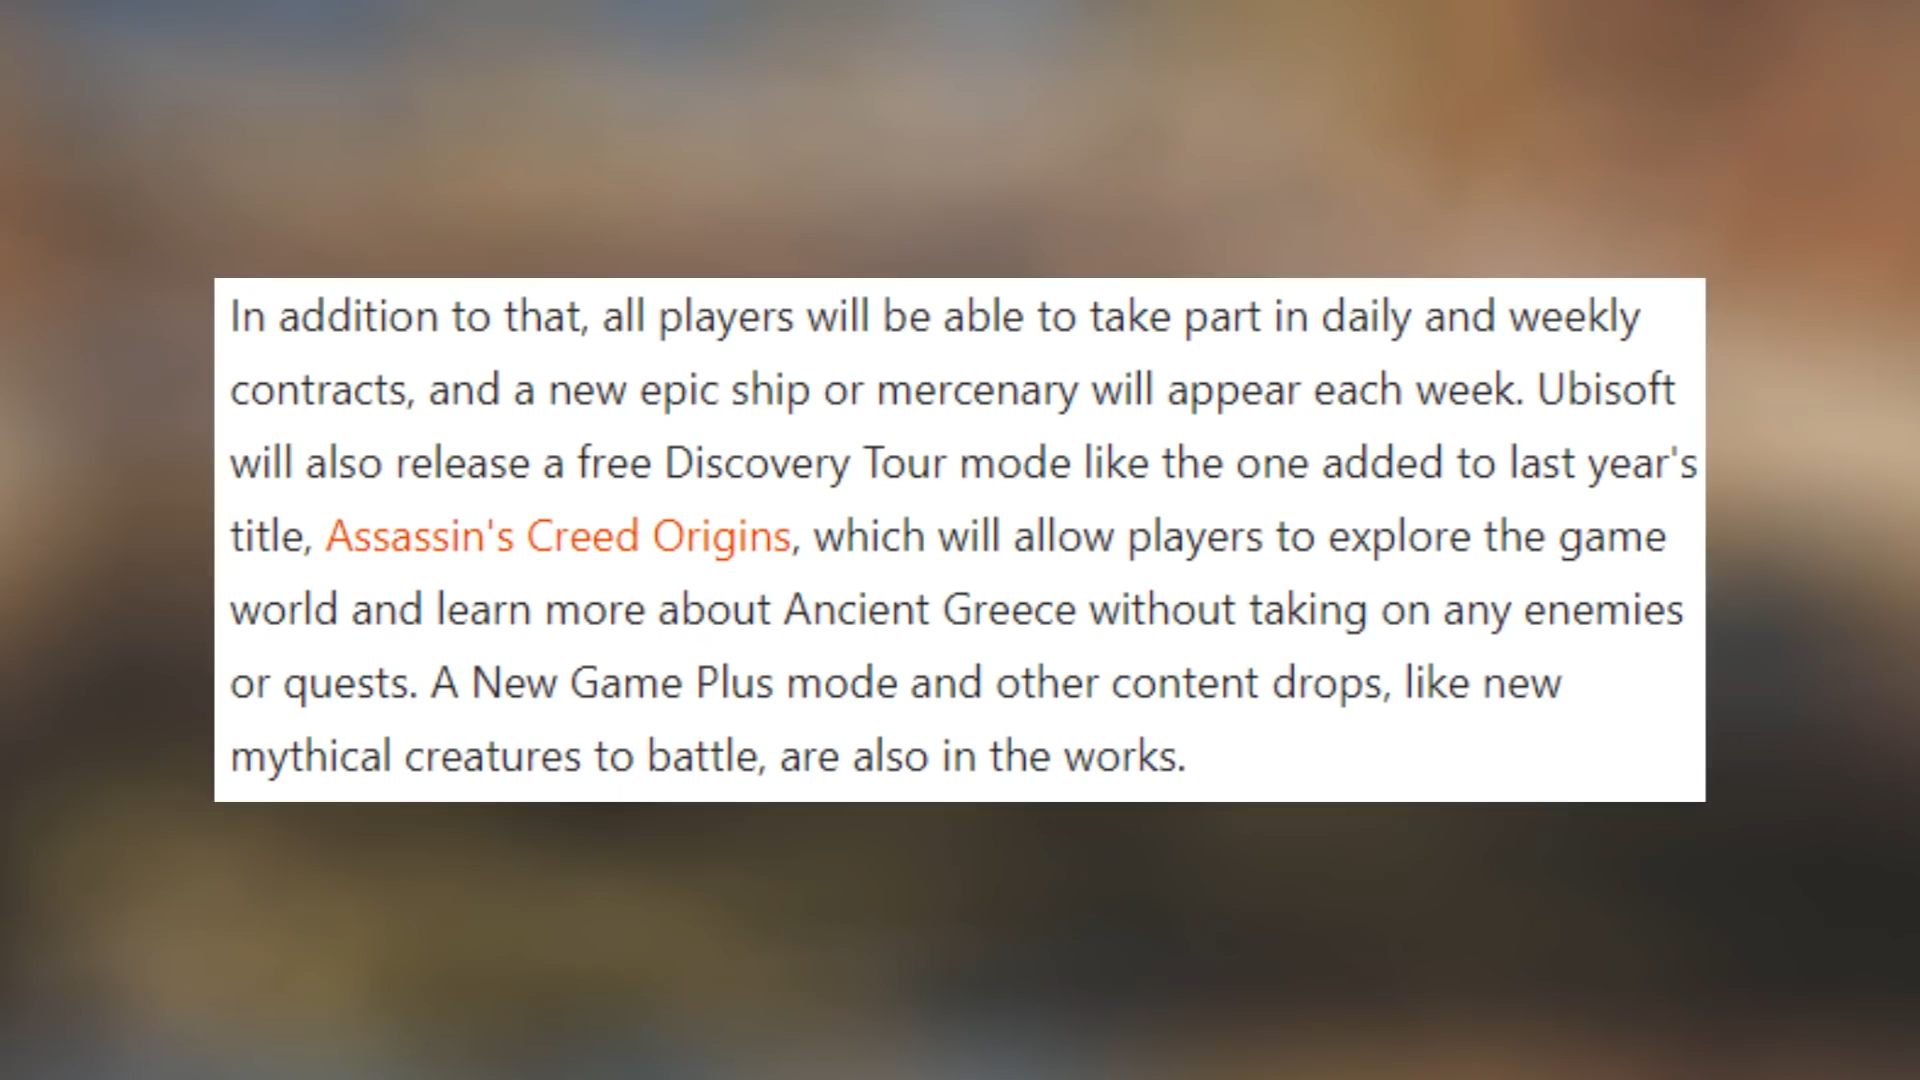 In addition to that, all players will be able to take part in daily and weekly
contracts, and a new epic ship or mercenary will appear each week. Ubisoft
will also release a free Discovery Tour mode like the one added to last year's
title, Assassin's Creed Origins, which will allow players to explore the game
world and learn more about Ancient Greece without taking on any enemies
or quests. A New Game Plus mode and other content drops, like new
mythical creatures to battle, are also in the works.